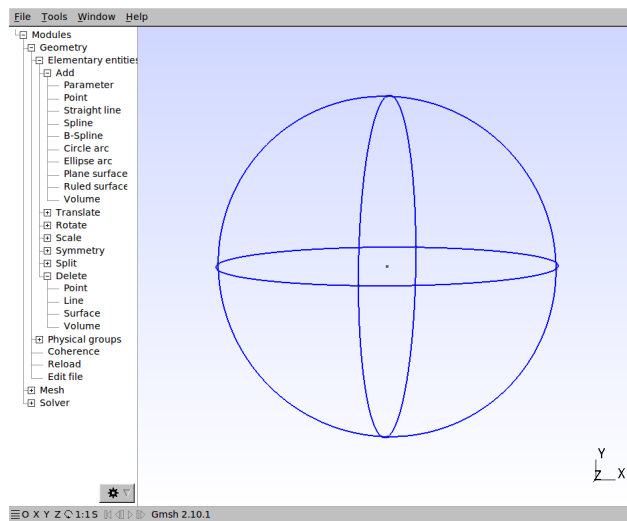 File Tools Window Help
Modules
Geometry
Elementary entities
Add
Parameter
Point
Straight line
Spline
B-Spline
Circle arc
Ellipse arc
Plane surface
Ruled surface
Volume
Translate
Rotate
Scale
Symmetry
Split
Delete
Point
Line
Surface
Volume
Physical groups
Coherence
Reload
Edit file
Mesh
Solver
Y
Z X
O X Y Z 1:1 S Gmsh 2.10.1